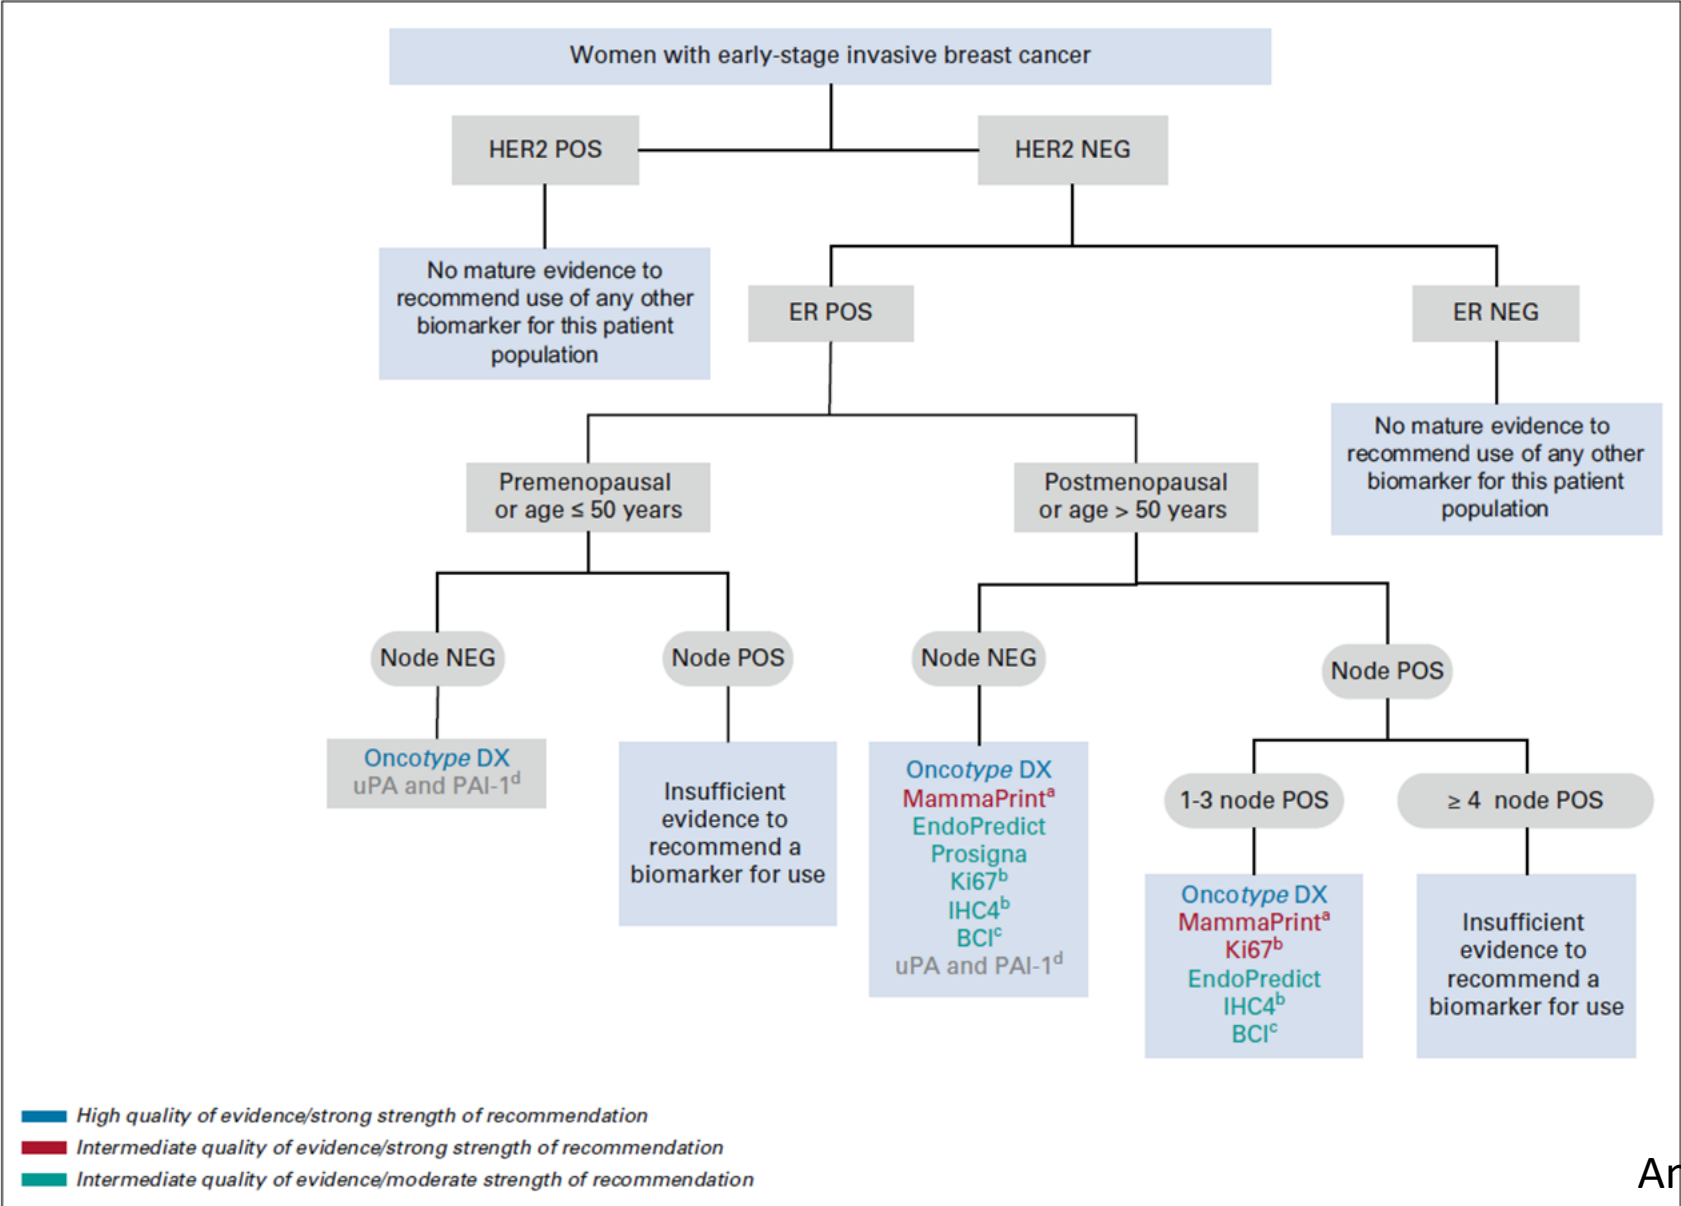 Women with early-stage invasive breast cancer
HER2 POS
HER2 NEG
No mature evidence to
recommend use of any other
biomarker for this patient
population
ER POS
ER NEG
No mature evidence to
recommend use of any other
biomarker for this patient
population
Premenopausal
or age ≤ 50 years
Postmenopausal
or age > 50 years
Node NEG
Node POS
Node NEG
Node POS
Oncotype DX
uPA and PAI-1ᵈ
Insufficient
evidence to
recommend a
biomarker for use
Oncotype DX
MammaPrintᵃ
EndoPredict
Prosigna
Ki67ᵇ
IHC4ᵇ
BCIᶜ
uPA and PAI-1ᵈ
1-3 node POS
≥ 4 node POS
Oncotype DX
MammaPrintᵃ
Ki67ᵇ
EndoPredict
IHC4ᵇ
BCIᶜ
Insufficient
evidence to
recommend a
biomarker for use
High quality of evidence/strong strength of recommendation
Intermediate quality of evidence/strong strength of recommendation
Intermediate quality of evidence/moderate strength of recommendation